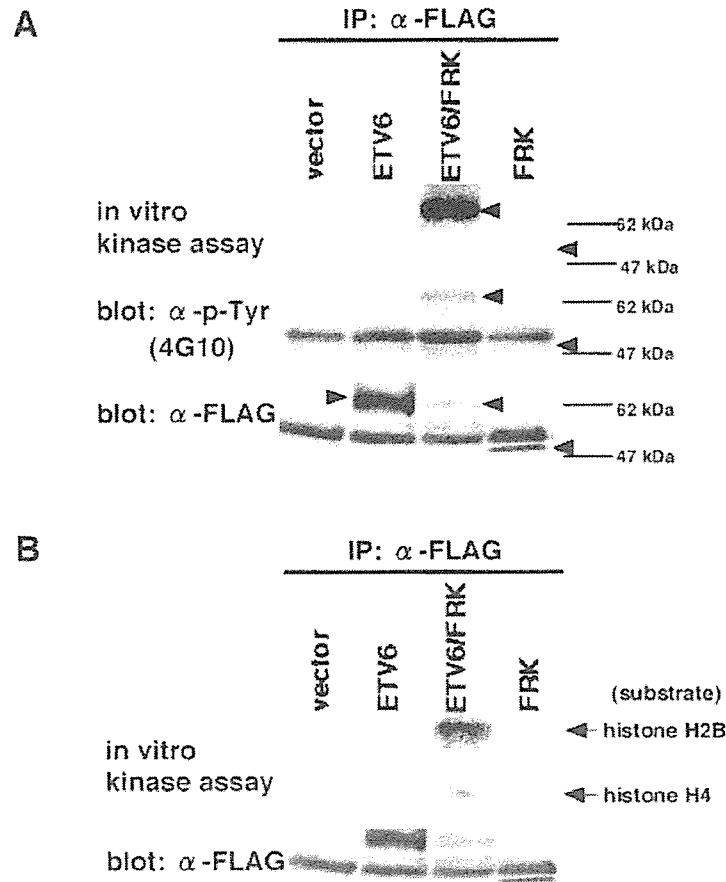 A
IP: α-FLAG
vector
ETV6
ETV6/FRK
FRK
in vitro
kinase assay
62 kDa
47 kDa
blot: α-p-Tyr
(4G10)
62 kDa
47 kDa
blot: α-FLAG
62 kDa
47 kDa
B
IP: α-FLAG
vector
ETV6
ETV6/FRK
FRK
(substrate)
histone H2B
in vitro
kinase assay
histone H4
blot: α-FLAG